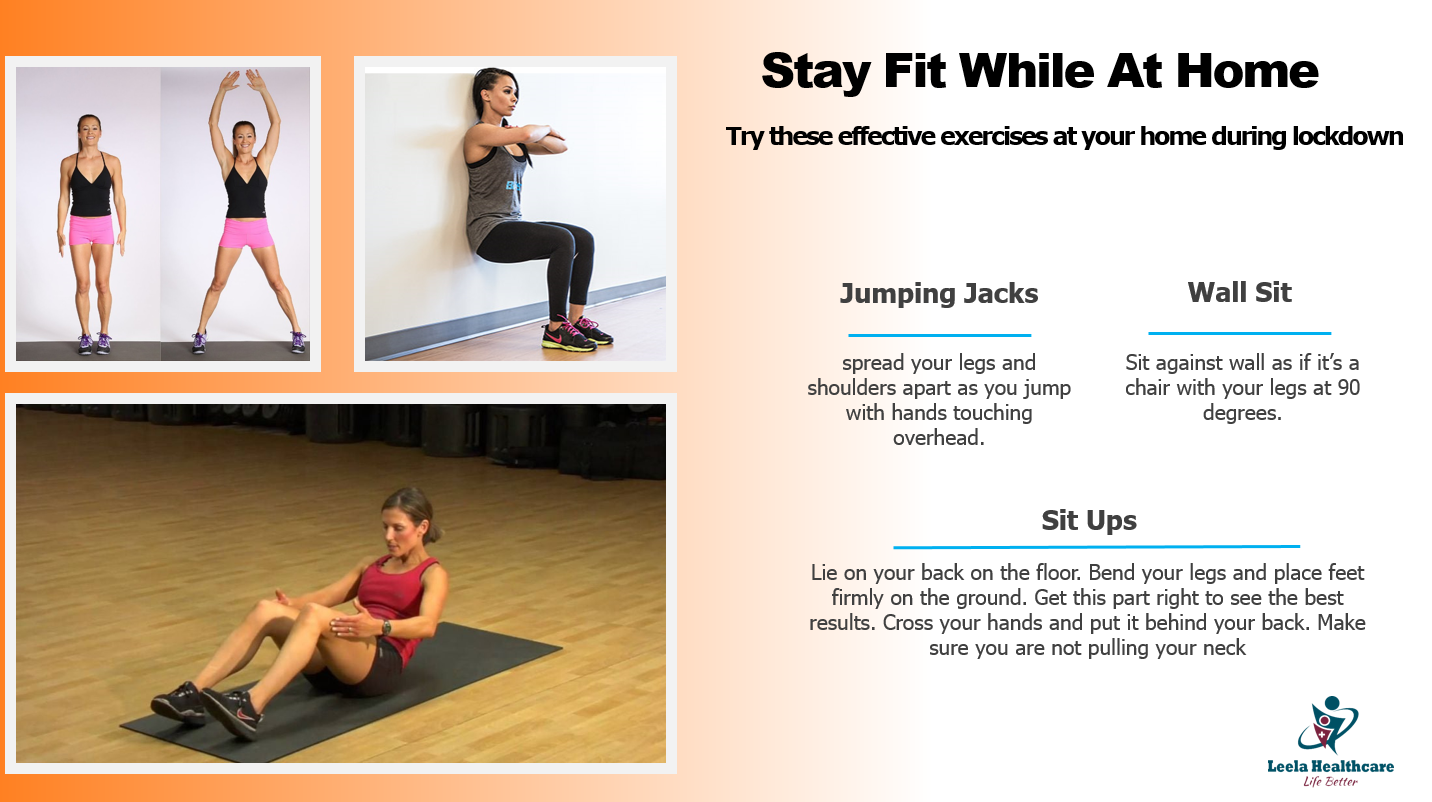 Stay Fit While At Home
Try these effective exercises at your home during lockdown
Jumping Jacks
spread your legs and
shoulders apart as you jump
with hands touching
overhead.
Wall Sit
Sit against wall as if it's a
chair with your legs at 90
degrees.
Sit Ups
Lie on your back on the floor. Bend your legs and place feet
firmly on the ground. Get this part right to see the best
results. Cross your hands and put it behind your back. Make
sure you are not pulling your neck
Leela Healthcare
Life Better